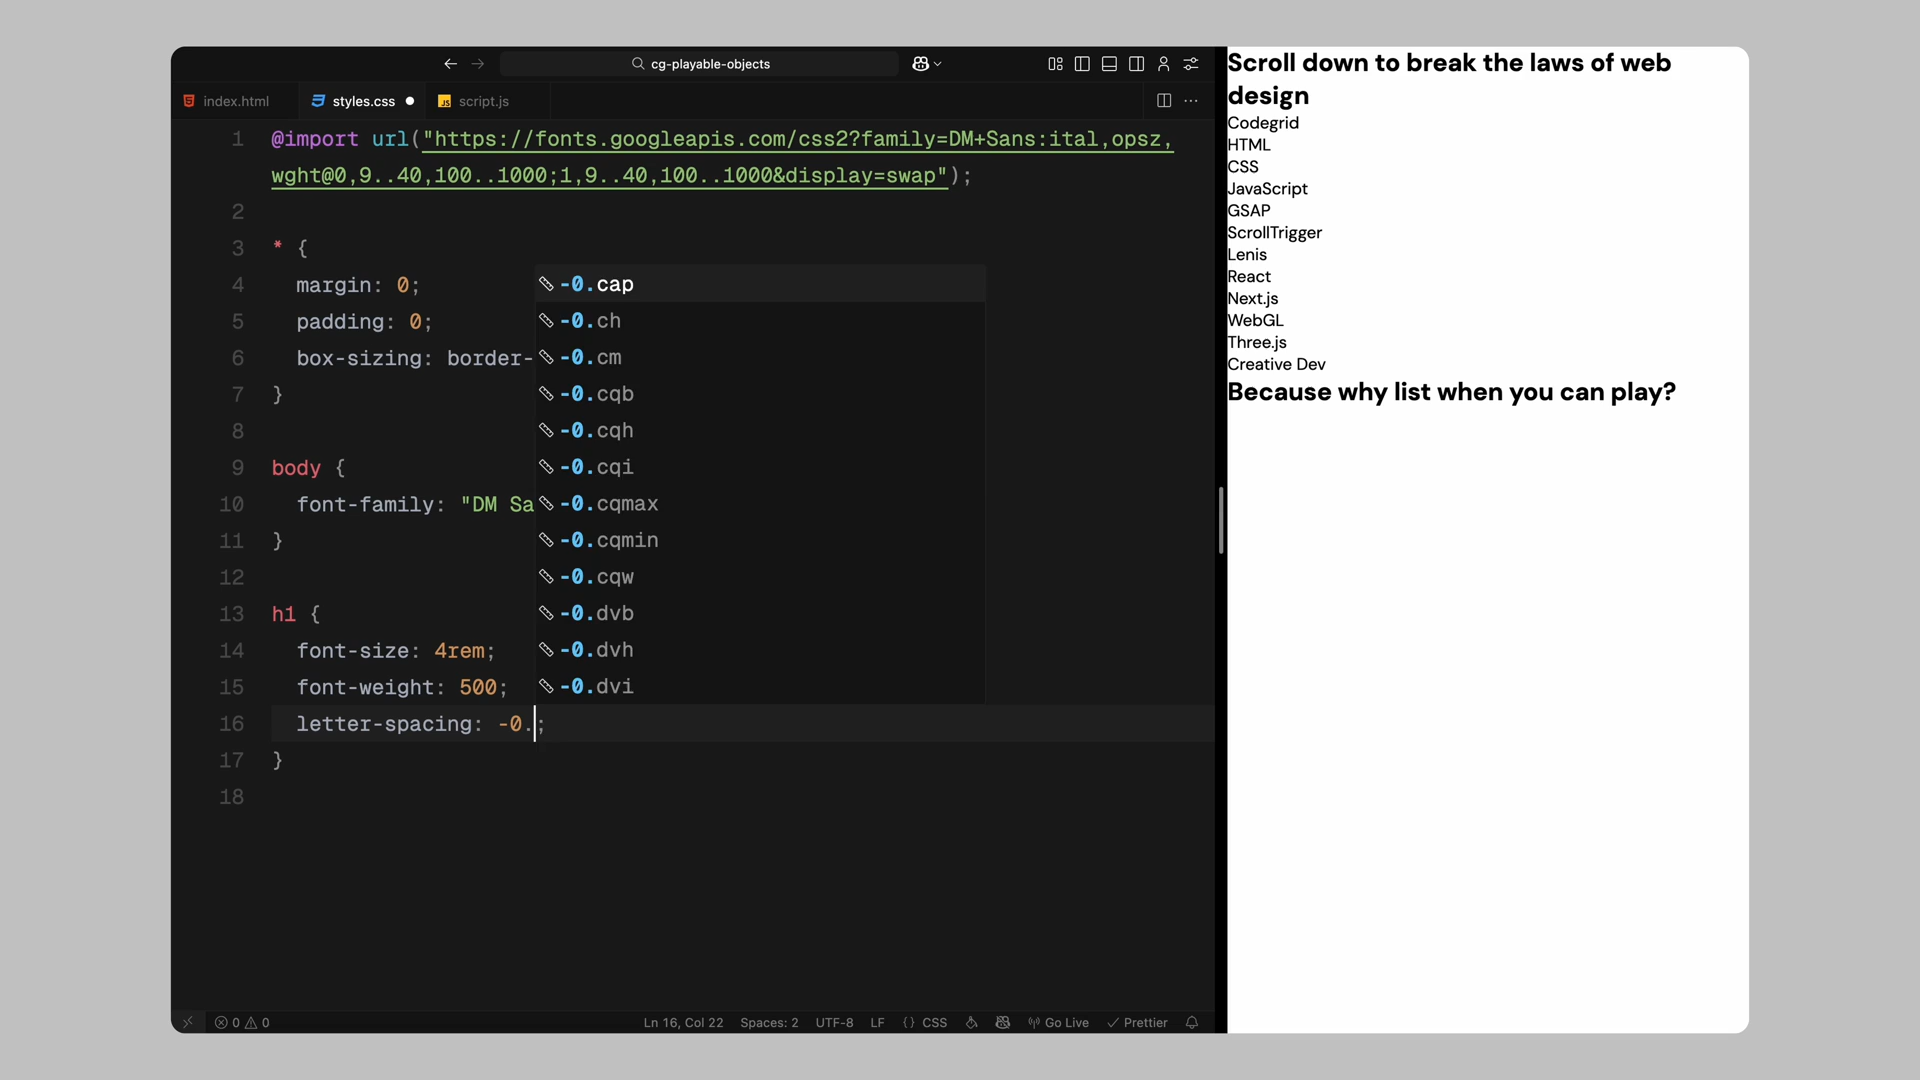 cg-playable-objects
index.html
styles.css
script.js
1 @import url("https://fonts.googleapis.com/css2?family=DM+Sans:ital,opsz,
wght@0,9..40,100..1000;1,9..40,100..1000&display=swap");
2
3 * {
4 margin: 0;
5 padding: 0;
6 box-sizing: border-
7 }
8
9 body {
10 font-family: "DM Sa
11 }
12
13 h1 {
14 font-size: 4rem;
15 font-weight: 500;
16 letter-spacing: -0.;
17 }
18
-0.cap
-0.ch
-0.cm
-0.cqb
-0.cqh
-0.cqi
-0.cqmax
-0.cqmin
-0.cqw
-0.dvb
-0.dvh
-0.dvi
0 0
Ln 16, Col 22 Spaces: 2 UTF-8 LF {} CSS Go Live Prettier
Scroll down to break the laws of web
design
Codegrid
HTML
CSS
JavaScript
GSAP
ScrollTrigger
Lenis
React
Next.js
WebGL
Three.js
Creative Dev
Because why list when you can play?